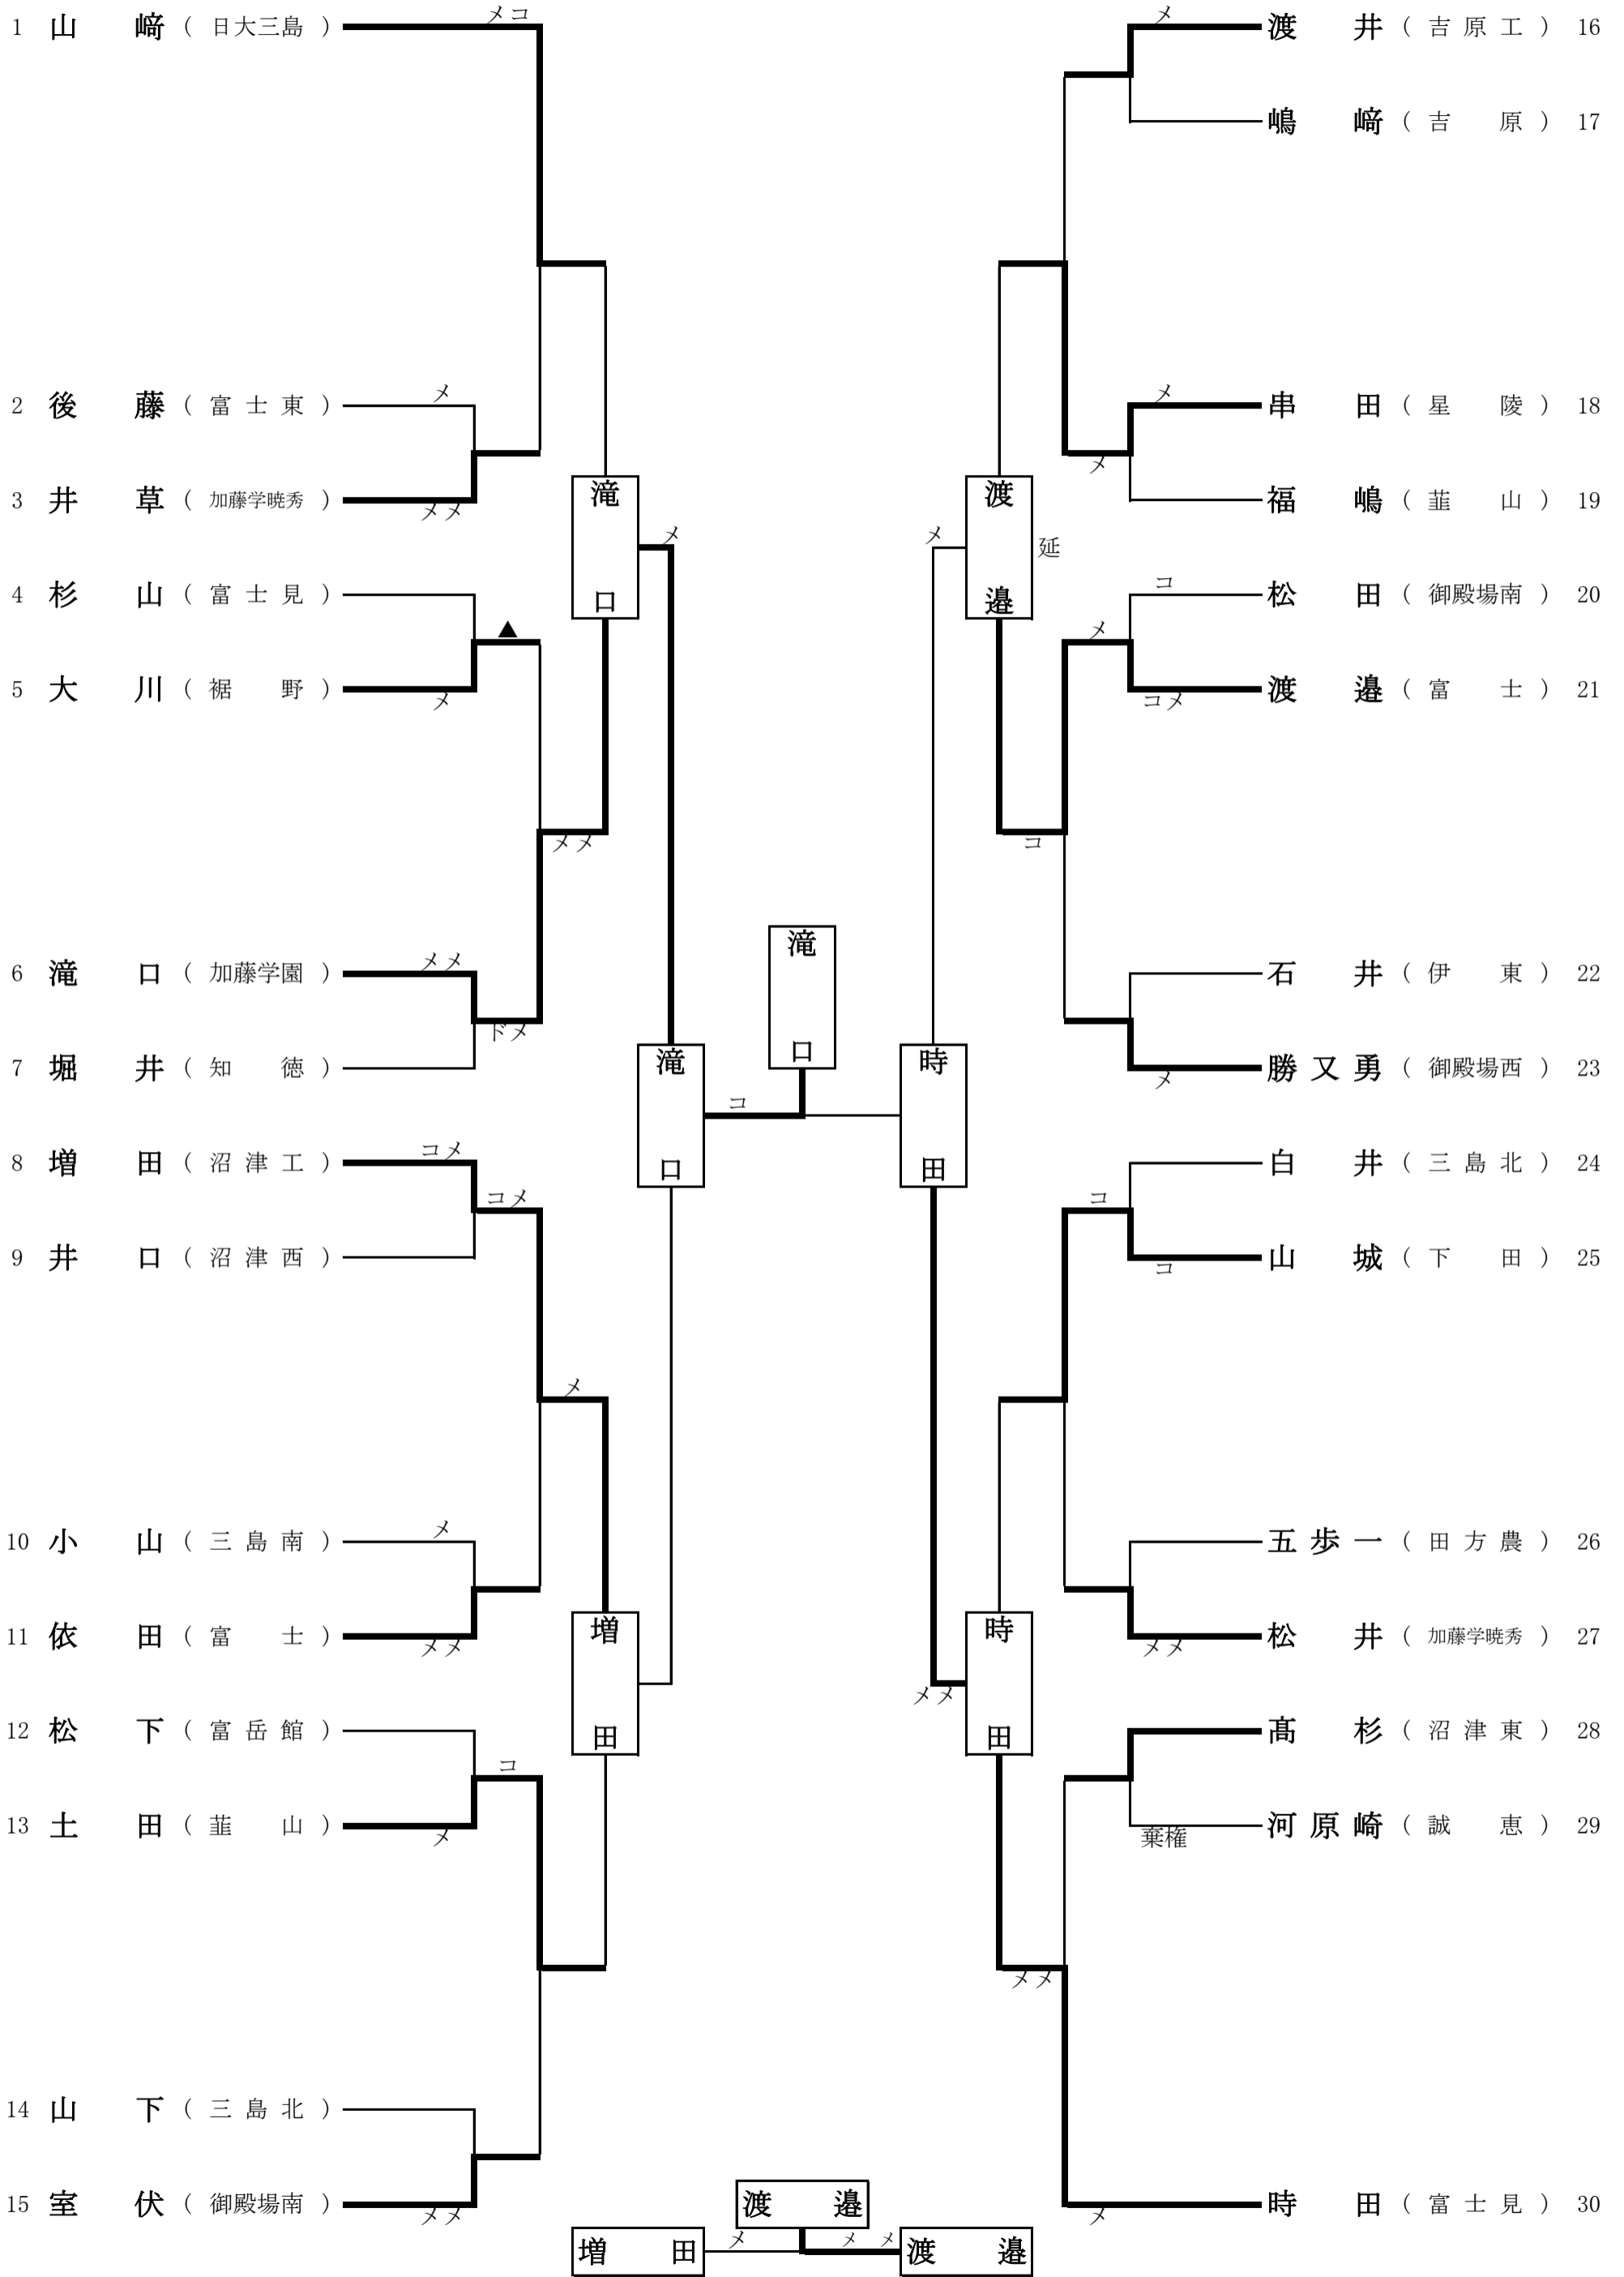 メコ
1 山﨑 ( 日大三島 )
2 後藤 ( 富士東 ) メ
3 井草 ( 加藤学暁秀 ) メメ
4 杉山 ( 富士見 )
▲
5 大川 ( 裾野 ) メ
メメ
6 滝口 ( 加藤学園 ) メメ
ドメ
7 堀井 ( 知徳 )
8 増田 ( 沼津工 ) コメ
コメ
9 井口 ( 沼津西 )
メ
10 小山 ( 三島南 ) メ
11 依田 ( 富士 ) メメ
12 松下 ( 富岳館 )
コ
13 土田 ( 韮山 ) メ
14 山下 ( 三島北 )
15 室伏 ( 御殿場南 ) メメ
滝口
メ
増田
滝口
コ
滝口
時田
メ
渡邉
延
時田
メメ
メ 渡井 ( 吉原工 ) 16
嶋﨑 ( 吉原 ) 17
メ 串田 ( 星陵 ) 18
メ
福嶋 ( 韮山 ) 19
コ 松田 ( 御殿場南 ) 20
メ
コメ 渡邉 ( 富士 ) 21
コ
石井 ( 伊東 ) 22
メ 勝又勇 ( 御殿場西 ) 23
白井 ( 三島北 ) 24
コ
コ 山城 ( 下田 ) 25
五歩一 ( 田方農 ) 26
メメ 松井 ( 加藤学暁秀 ) 27
髙杉 ( 沼津東 ) 28
棄権 河原崎 ( 誠恵 ) 29
メメ
メ 時田 ( 富士見 ) 30
渡邉
増田 メ メ メ 渡邉